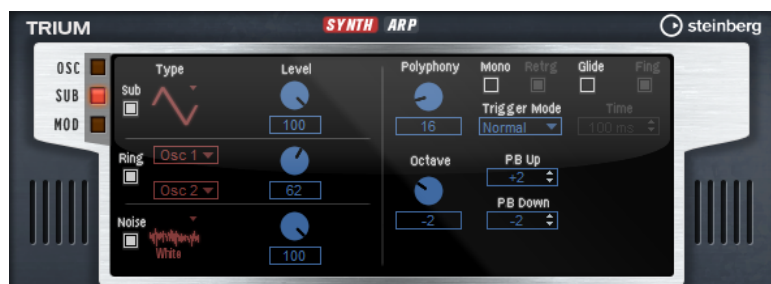 TRIUM
SYNTH ARP
steinberg
OSC
SUB
MOD
Type
Level
Sub
100
Ring
Osc 1
Osc 2
62
Noise
White
100
Polyphony
16
Mono Retrg Glide Fing
Trigger Mode
Normal
Time
100 ms
Octave
-2
PB Up
+2
PB Down
-2